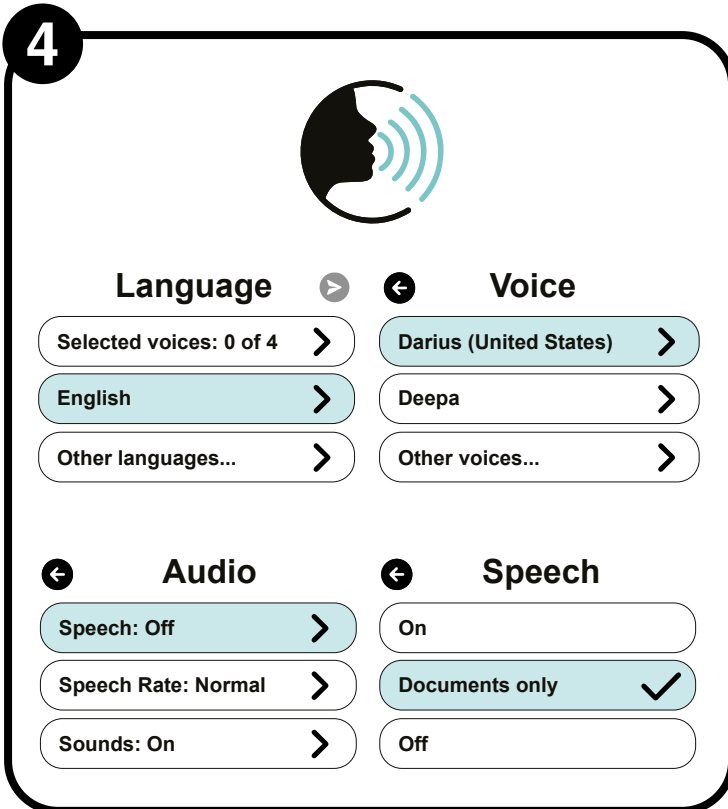 4
Language
Selected voices: 0 of 4
English
Other languages...
Voice
Darius (United States)
Deepa
Other voices...
Audio
Speech: Off
Speech Rate: Normal
Sounds: On
Speech
On
Documents only
Off